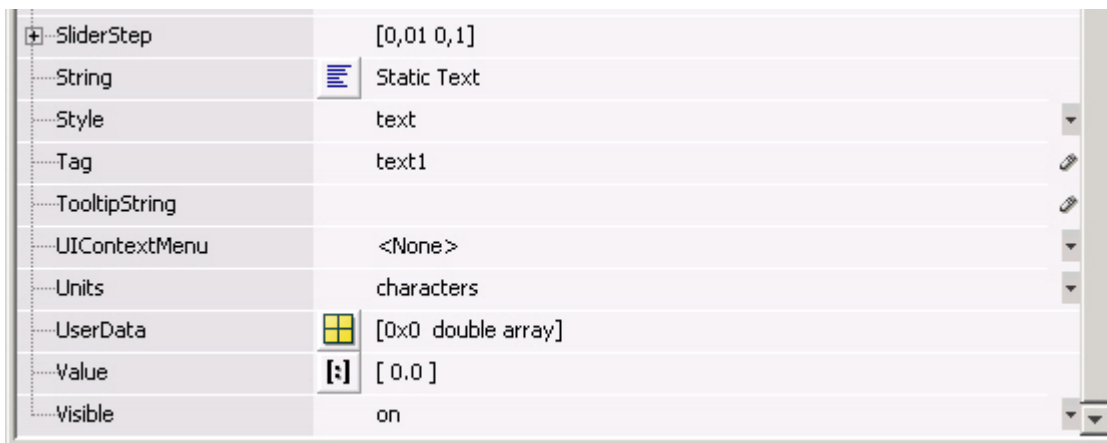 SliderStep [0,01 0,1]
String Static Text
Style text
Tag text1
TooltipString
UIContextMenu <None>
Units characters
UserData [0x0 double array]
Value [:] [ 0.0 ]
Visible on